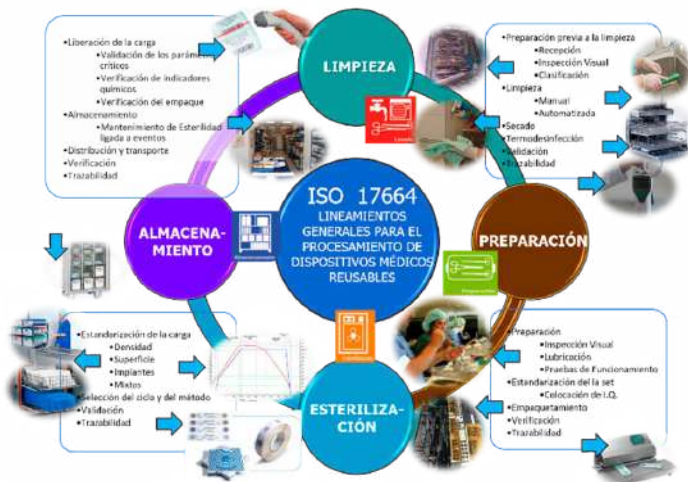 LIMPIEZA
ISO 17664
LINEAMIENTOS
GENERALES PARA EL
PROCESAMIENTO DE
DISPOSITIVOS MÉDICOS
REUSABLES
ALMACENA-
MIENTO
PREPARACIÓN
ESTERILIZA-
CIÓN
•Liberación de la carga
•Validación de los parámetros
críticos
•Verificación de indicadores
químicos
•Verificación del empaque
•Almacenamiento
•Mantenimiento de Esterilidad
ligada a eventos
•Distribución y transporte
•Verificación
•Trazabilidad
•Preparación previa a la limpieza
•Recepción
•Inspección Visual
•Clasificación
•Limpieza
•Manual
•Automatizada
•Secado
•Termodesinfección
•Validación
•Trazabilidad
•Estandarización de la carga
•Densidad
•Superficie
•Implantes
•Mixtos
•Selección del ciclo y del método
•Validación
•Trazabilidad
•Preparación
•Inspección Visual
•Lubricación
•Pruebas de Funcionamiento
•Estandarización del set
•Colocación de I.Q.
•Empaquetamiento
•Verificación
•Trazabilidad